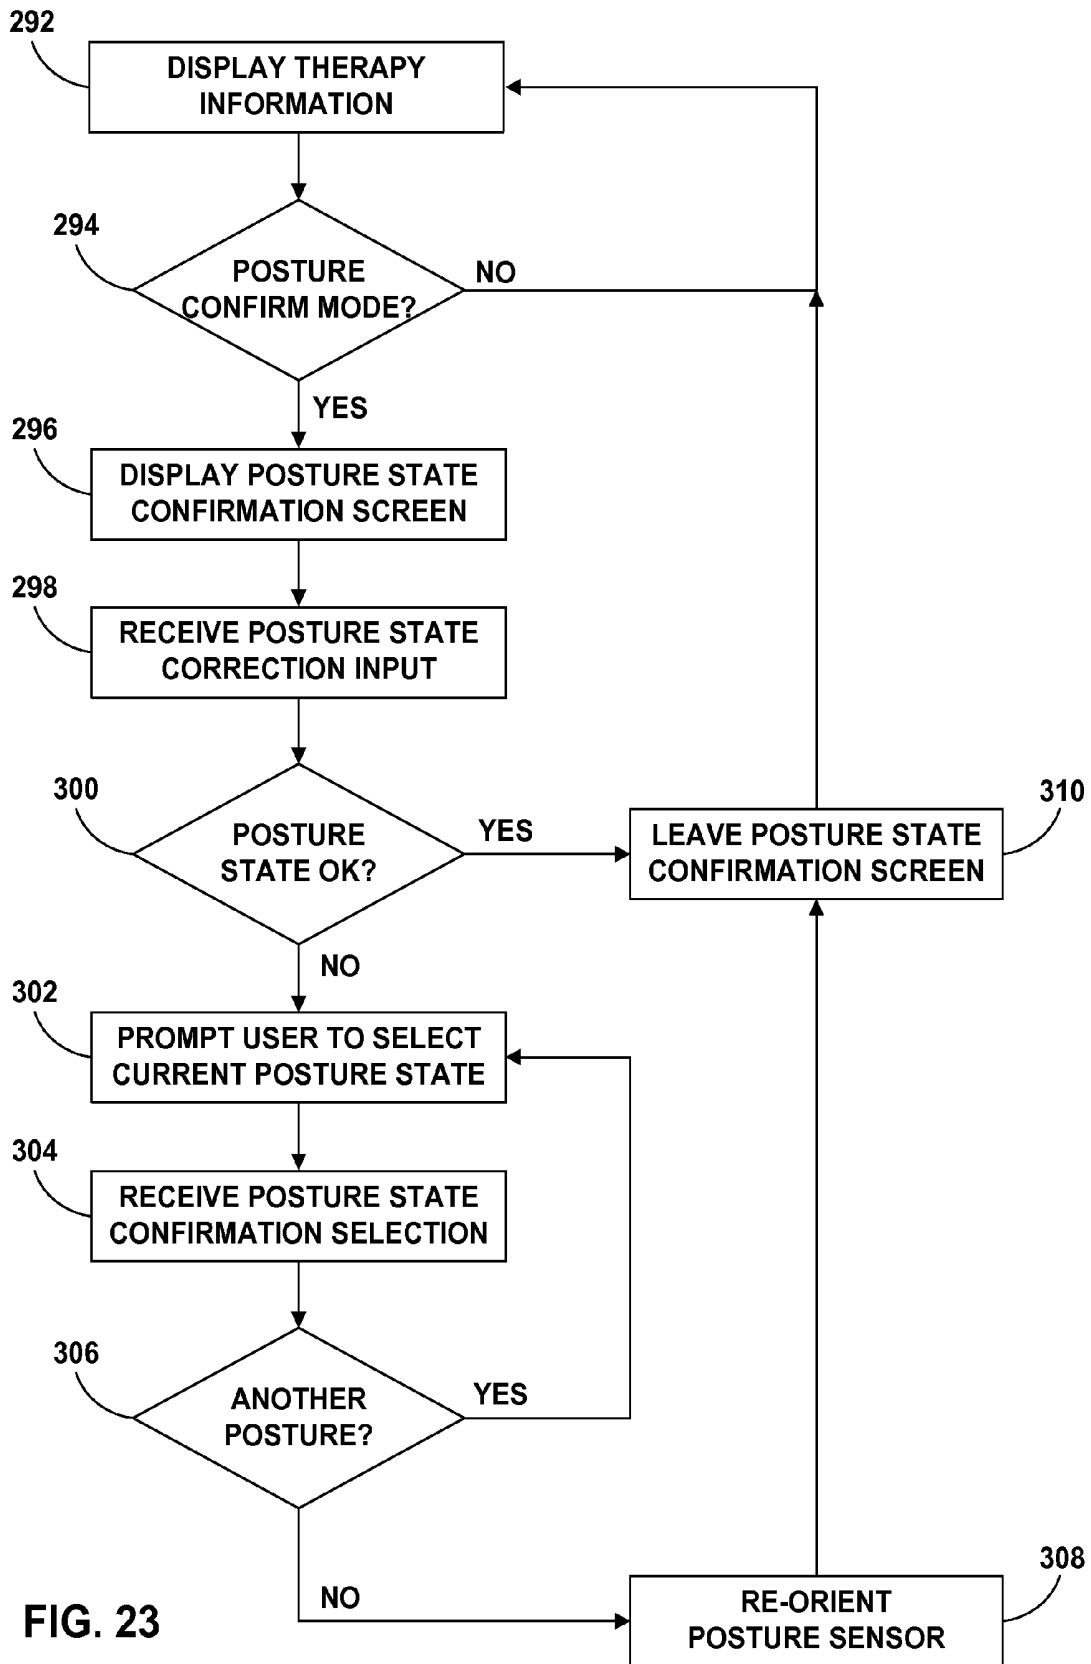 292
DISPLAY THERAPY
INFORMATION
294
POSTURE
CONFIRM MODE?
NO
YES
296
DISPLAY POSTURE STATE
CONFIRMATION SCREEN
298
RECEIVE POSTURE STATE
CORRECTION INPUT
300
POSTURE
STATE OK?
YES
310
LEAVE POSTURE STATE
CONFIRMATION SCREEN
NO
302
PROMPT USER TO SELECT
CURRENT POSTURE STATE
304
RECEIVE POSTURE STATE
CONFIRMATION SELECTION
306
ANOTHER
POSTURE?
YES
NO
308
RE-ORIENT
POSTURE SENSOR
FIG. 23